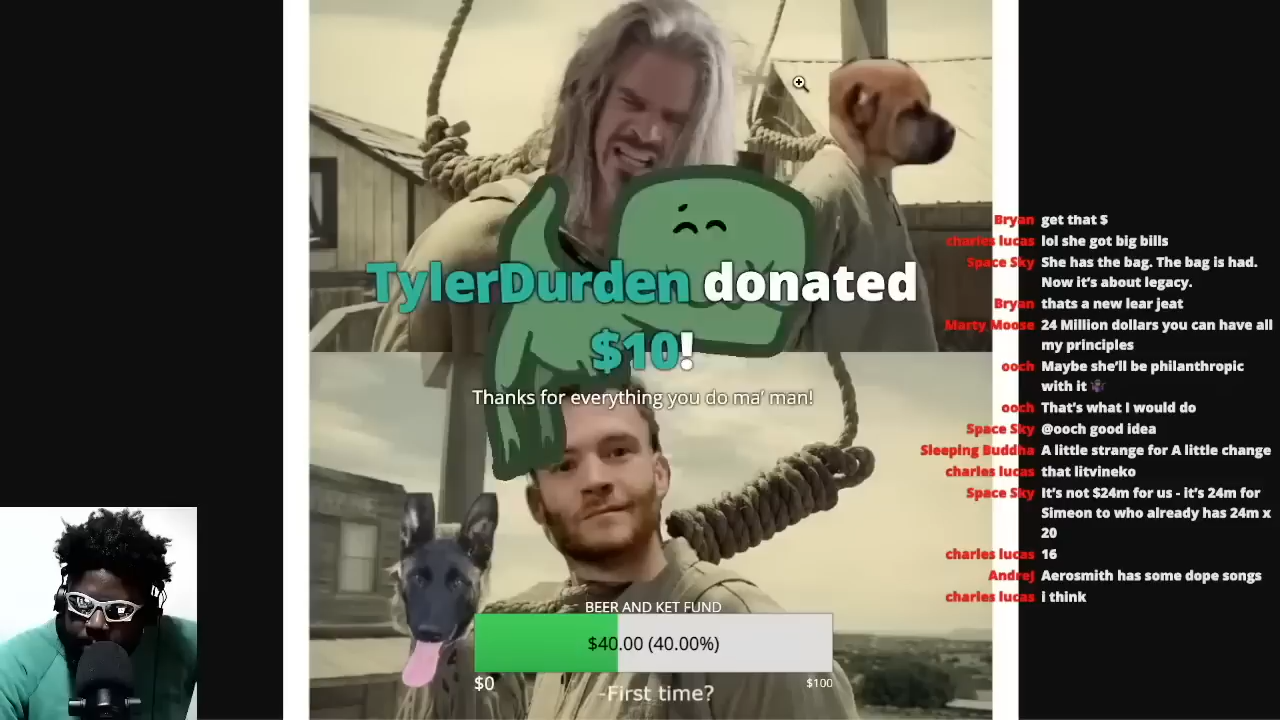 TylerDurden donated
$10!
Thanks for everything you do ma' man!
BEER AND KET FUND
$40.00 (40.00%)
$0
$100
-First time?
Bryan get that $
charles lucas lol she got big bills
Space Sky She has the bag. The bag is had.
Now it's about legacy.
Bryan thats a new lear jeat
Marty Moose 24 Million dollars you can have all
my principles
ooch Maybe she'll be philanthropic
with it
ooch That's what I would do
Space Sky @ooch good idea
Sleeping Buddha A little strange for A little change
charles lucas that litvineko
Space Sky It's not $24m for us - it's 24m for
Simeon to who already has 24m x
20
charles lucas 16
Andrej Aerosmith has some dope songs
charles lucas i think